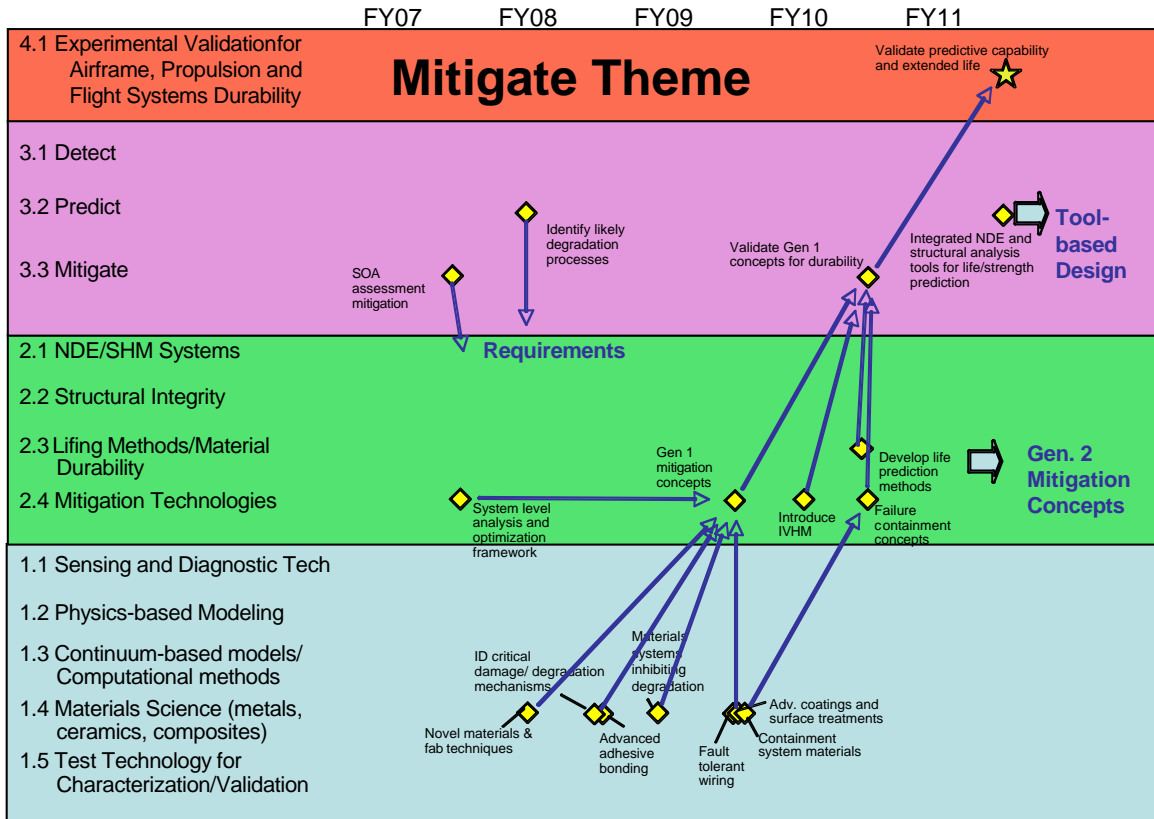 FY07 FY08 FY09 FY10 FY11
4.1 Experimental Validationfor
Airframe, Propulsion and
Flight Systems Durability
Mitigate Theme
Validate predictive capability
and extended life
3.1 Detect
3.2 Predict
3.3 Mitigate
SOA
assessment
mitigation
Identify likely
degradation
processes
Validate Gen 1
concepts for durability
Integrated NDE and
structural analysis
tools for life/strength
prediction
Tool-
based
Design
2.1 NDE/SHM Systems
2.2 Structural Integrity
2.3 Lifing Methods/Material
Durability
2.4 Mitigation Technologies
Requirements
System level
analysis and
optimization
framework
Gen 1
mitigation
concepts
Introduce
IVHM
Develop life
prediction
methods
Failure
containment
concepts
Gen. 2
Mitigation
Concepts
1.1 Sensing and Diagnostic Tech
1.2 Physics-based Modeling
1.3 Continuum-based models/
Computational methods
1.4 Materials Science (metals,
ceramics, composites)
1.5 Test Technology for
Characterization/Validation
Novel materials &
fab techniques
ID critical
damage/ degradation
mechanisms
Advanced
adhesive
bonding
Materials
systems
inhibiting
degradation
Fault
tolerant
wiring
Adv. coatings and
surface treatments
Containment
system materials